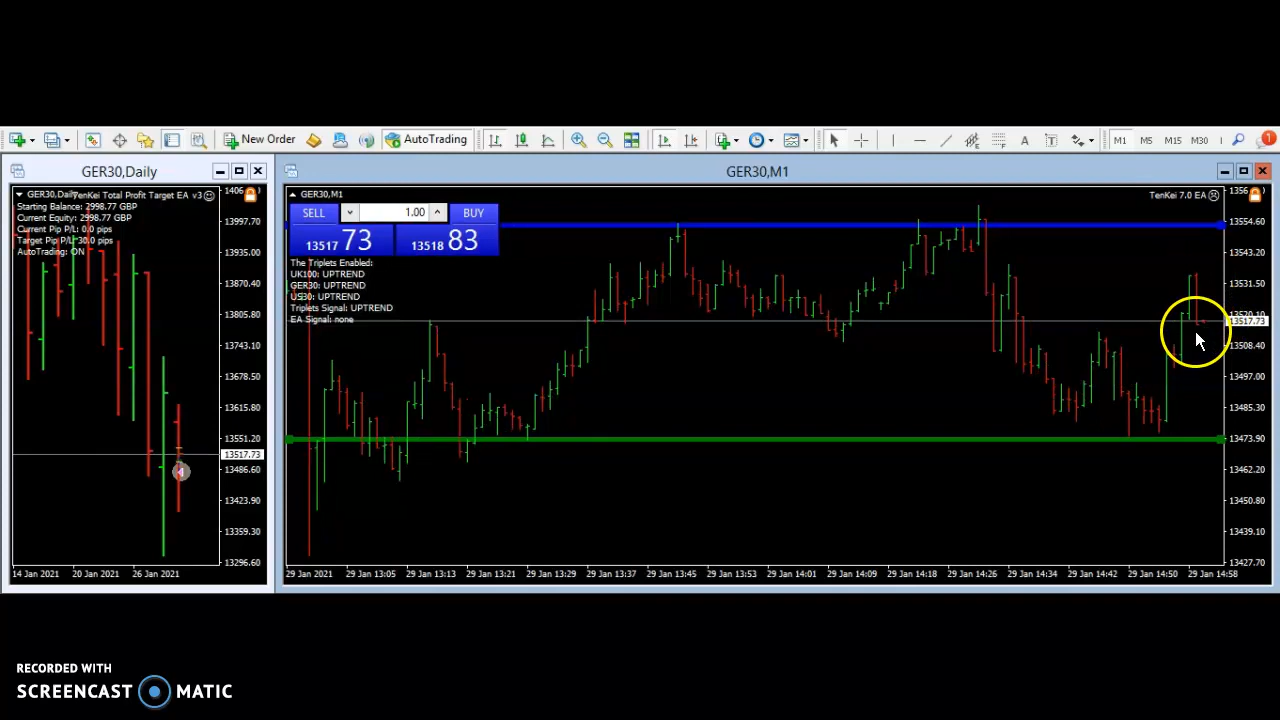 New Order
AutoTrading
M1 M5 M15 M30
1
GER30,Daily
GER30,M1
GER30,Daily
TenKei Total Profit Target EA v3
Starting Balance: 2998.77 GBP
Current Equity: 2998.77 GBP
Current Pip P/L: 0.0 pips
Target Pip P/L: 30.0 pips
AutoTrading: ON
1406
13997.70
13935.00
13870.40
13805.80
13743.10
13678.50
13615.80
13551.20
13517.73
13486.60
13423.90
13359.30
13296.60
14 Jan 2021
20 Jan 2021
26 Jan 2021
GER30,M1
TenKei 7.0 EA
SELL
1.00
BUY
13517 73
13518 83
The Triplets Enabled:
UK100: UPTREND
GER30: UPTREND
US30: UPTREND
Triplets Signal: UPTREND
EA Signal: none
1356
13554.60
13543.20
13531.50
13520.10
13517.73
13508.40
13497.00
13485.30
13473.90
13462.20
13450.80
13439.10
13427.70
29 Jan 2021
29 Jan 13:05
29 Jan 13:13
29 Jan 13:21
29 Jan 13:29
29 Jan 13:37
29 Jan 13:45
29 Jan 13:53
29 Jan 14:01
29 Jan 14:09
29 Jan 14:18
29 Jan 14:26
29 Jan 14:34
29 Jan 14:42
29 Jan 14:50
29 Jan 14:58
RECORDED WITH
SCREENCAST MATIC